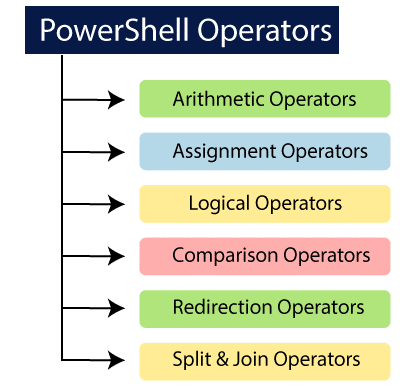 PowerShell Operators
Arithmetic Operators
Assignment Operators
Logical Operators
Comparison Operators
Redirection Operators
Split & Join Operators